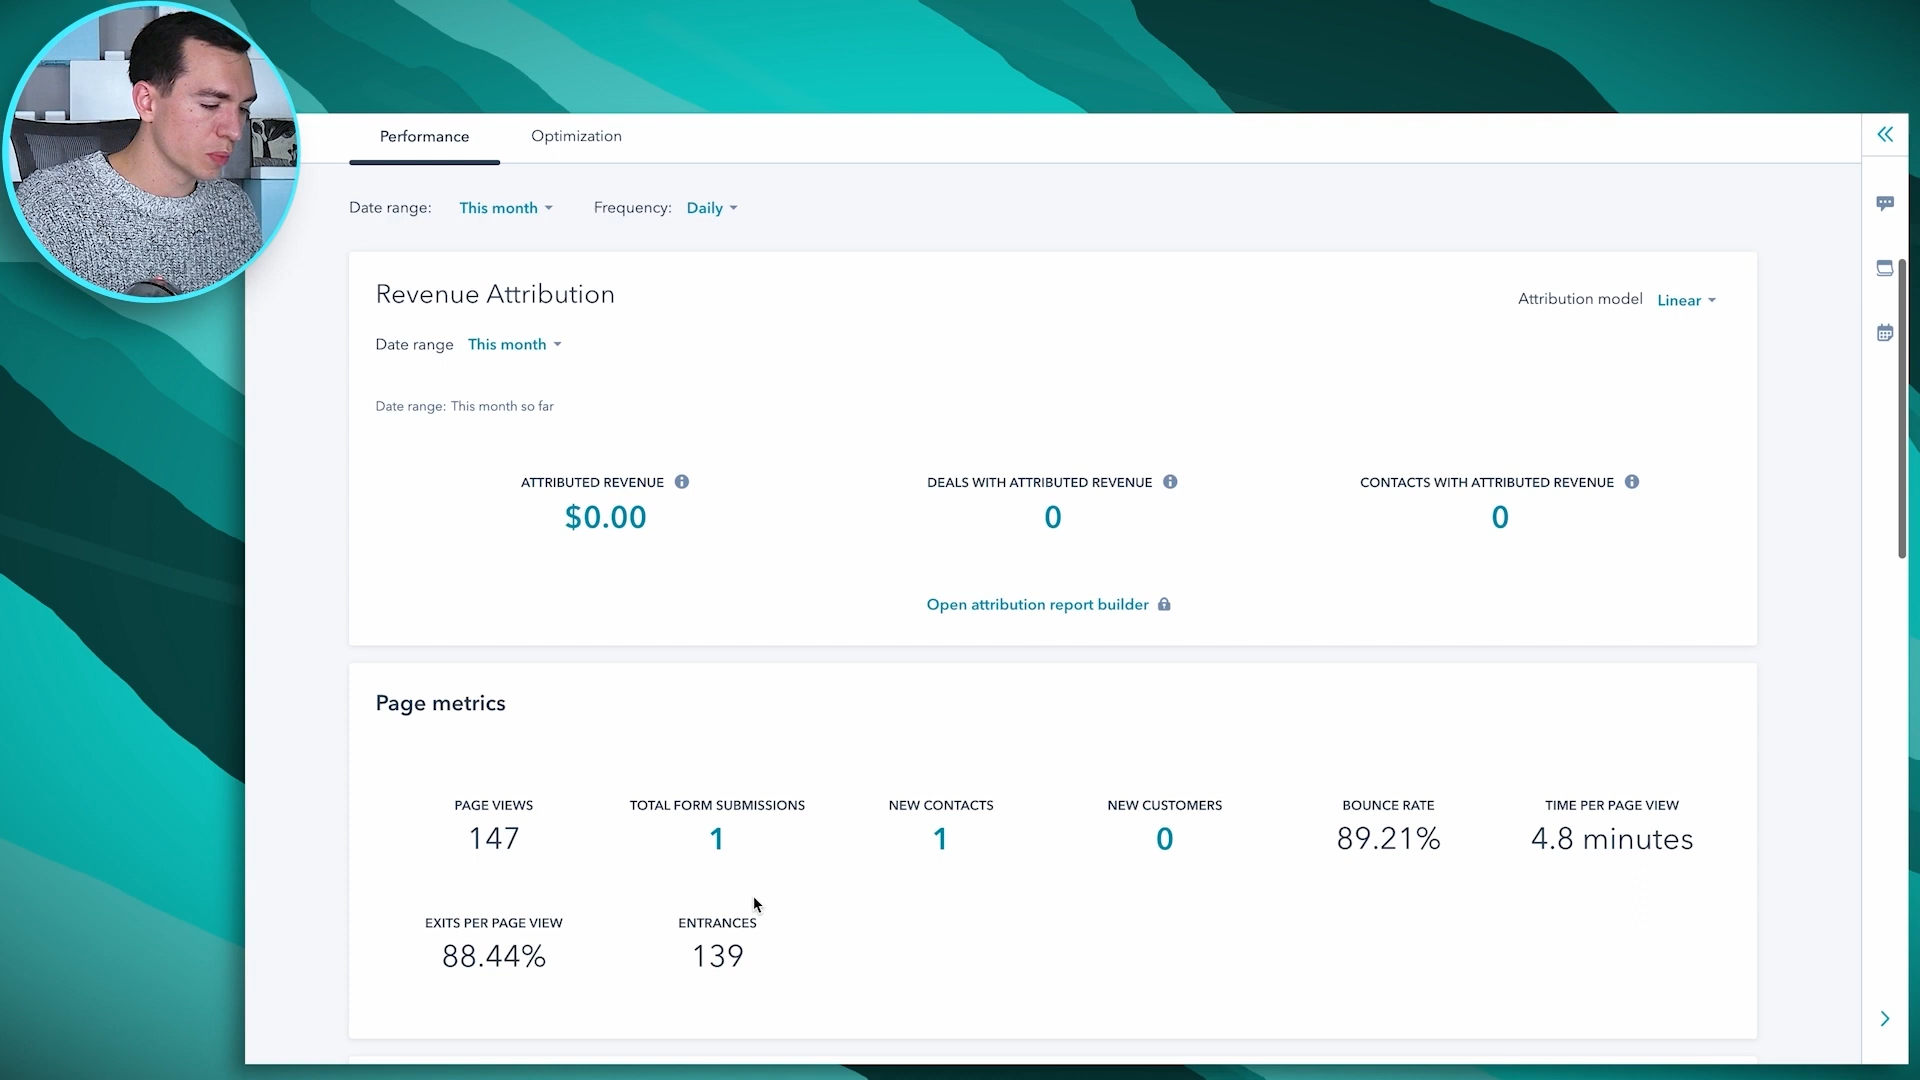 Performance
Optimization
Date range: This month Frequency: Daily
Revenue Attribution
Attribution model Linear
Date range This month
Date range: This month so far
ATTRIBUTED REVENUE
$0.00
DEALS WITH ATTRIBUTED REVENUE
0
CONTACTS WITH ATTRIBUTED REVENUE
0
Open attribution report builder
Page metrics
PAGE VIEWS
147
TOTAL FORM SUBMISSIONS
1
NEW CONTACTS
1
NEW CUSTOMERS
0
BOUNCE RATE
89.21%
TIME PER PAGE VIEW
4.8 minutes
EXITS PER PAGE VIEW
88.44%
ENTRANCES
139